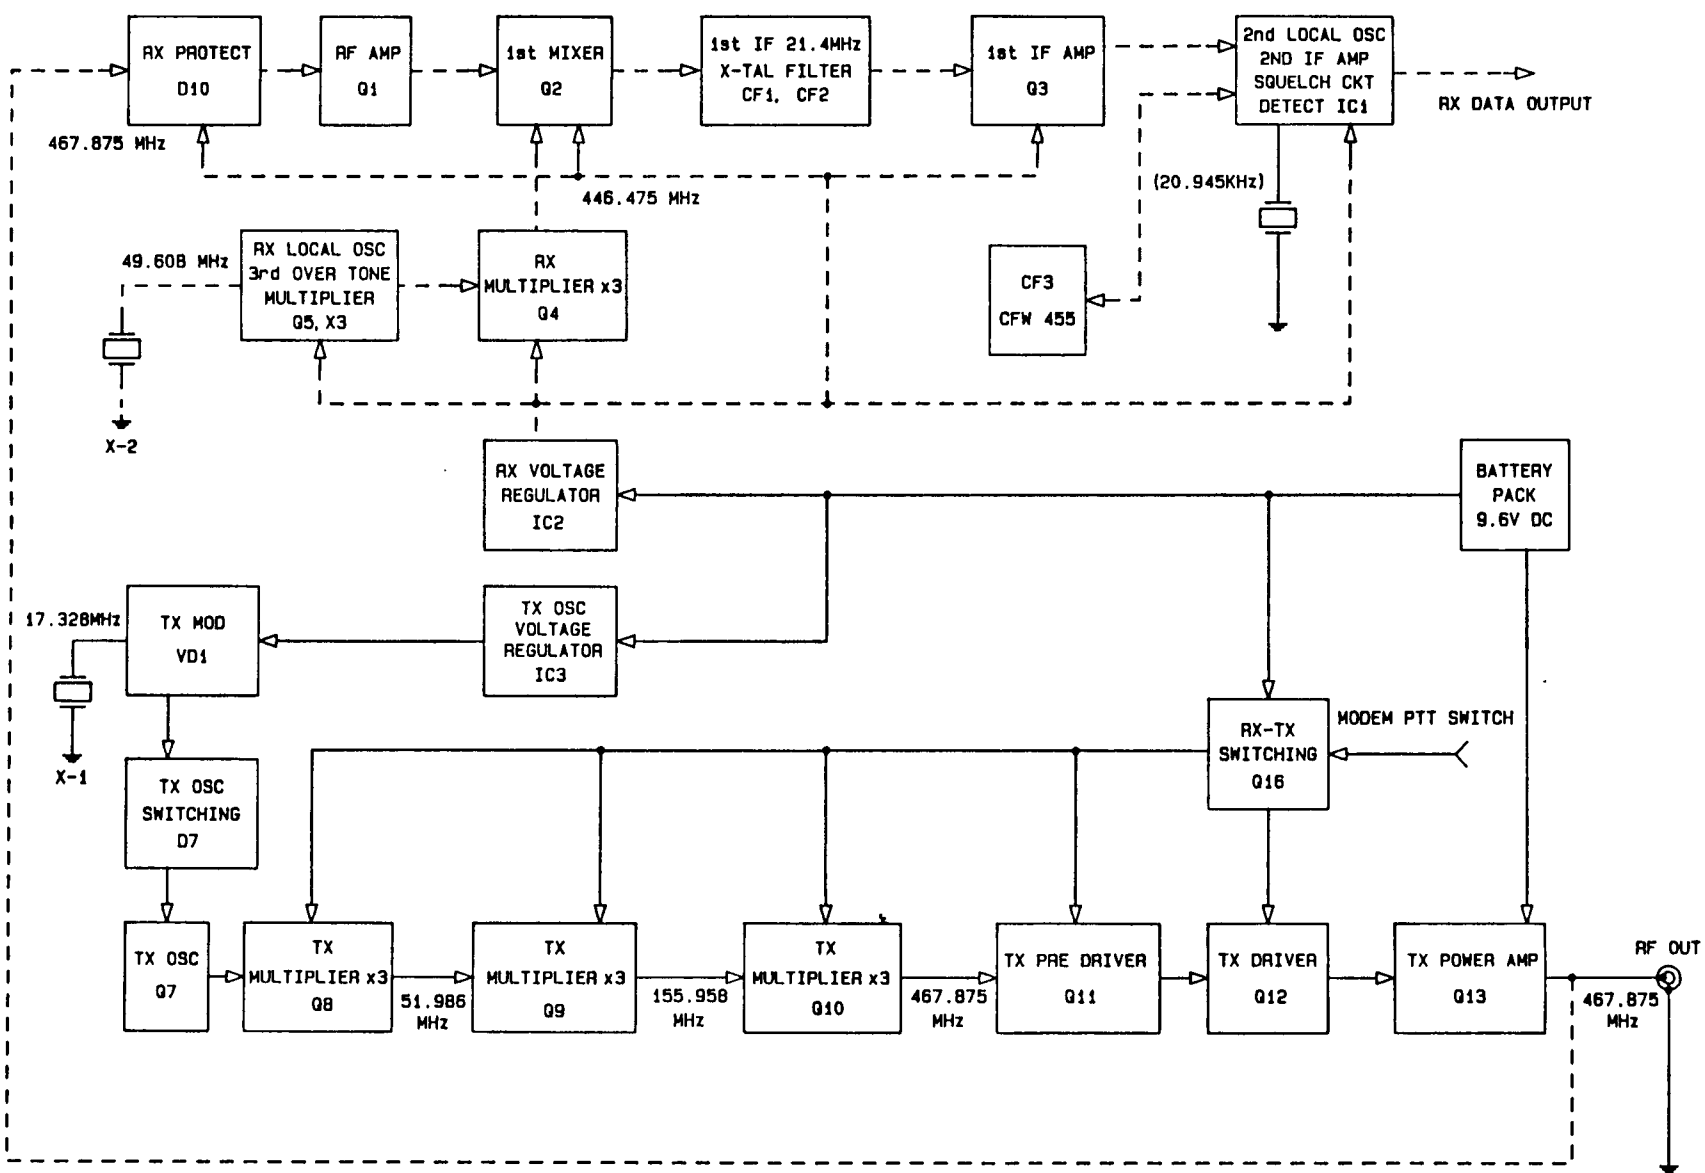 RX PROTECT
D10
RF AMP
Q1
1st MIXER
Q2
1st IF 21.4MHz
X-TAL FILTER
CF1, CF2
1st IF AMP
Q3
2nd LOCAL OSC
2ND IF AMP
SQUELCH CKT
DETECT IC1
RX DATA OUTPUT
467.875 MHz
446.475 MHz
(20.945KHz)
49.608 MHz
RX LOCAL OSC
3rd OVER TONE
MULTIPLIER
Q5, X3
RX
MULTIPLIER x3
Q4
CF3
CFW 455
X-2
RX VOLTAGE
REGULATOR
IC2
BATTERY
PACK
9.6V DC
17.328MHz
TX MOD
VD1
TX OSC
VOLTAGE
REGULATOR
IC3
X-1
RX-TX
SWITCHING
Q16
MODEM PTT SWITCH
TX OSC
SWITCHING
D7
TX OSC
Q7
TX
MULTIPLIER x3
Q8
51.986
MHz
TX
MULTIPLIER x3
Q9
155.958
MHz
TX
MULTIPLIER x3
Q10
467.875
MHz
TX PRE DRIVER
Q11
TX DRIVER
Q12
TX POWER AMP
Q13
RF OUT
467.875
MHz